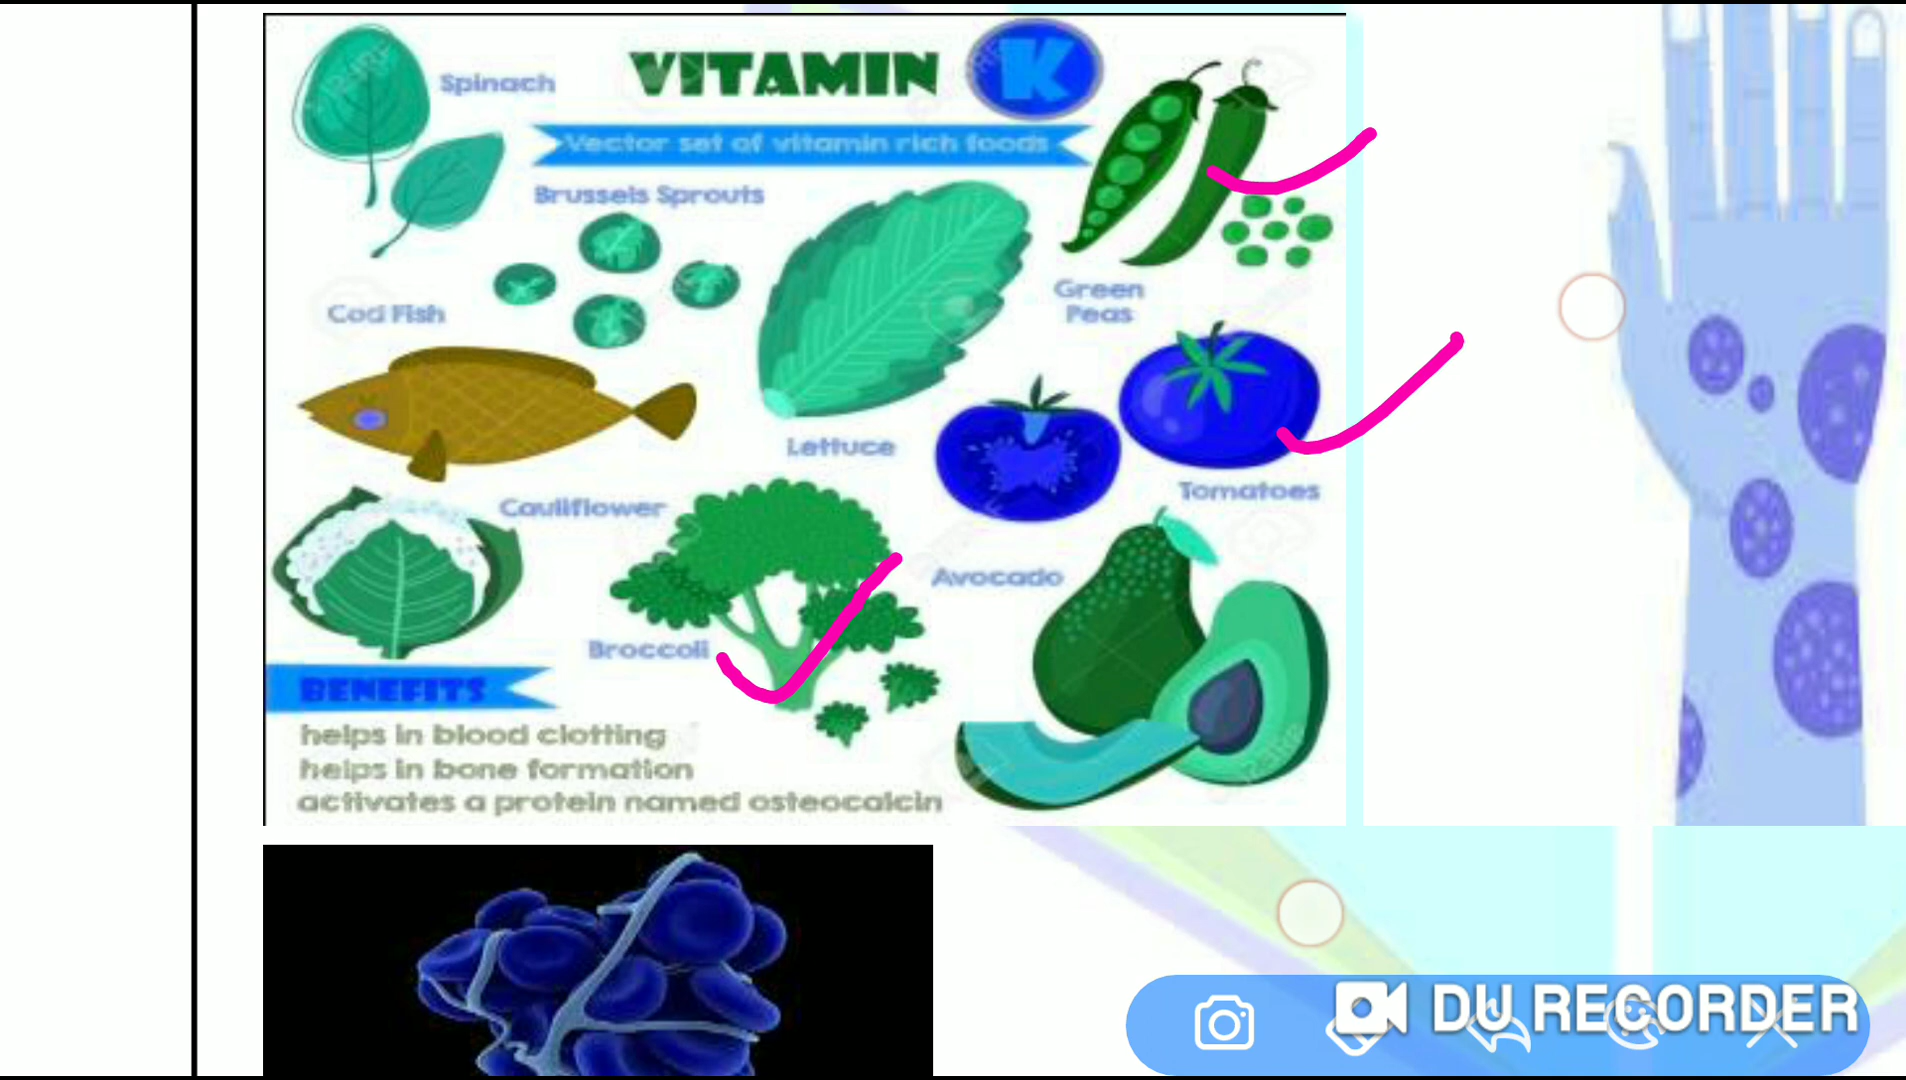 VITAMIN K
Spinach
Vector set of vitamin rich foods
Brussels Sprouts
Green
Peas
Cod Fish
Lettuce
Tomatoes
Cauliflower
Avocado
Broccoli
BENEFITS
helps in blood clotting
helps in bone formation
activates a protein named osteocalcin
DU RECORDER